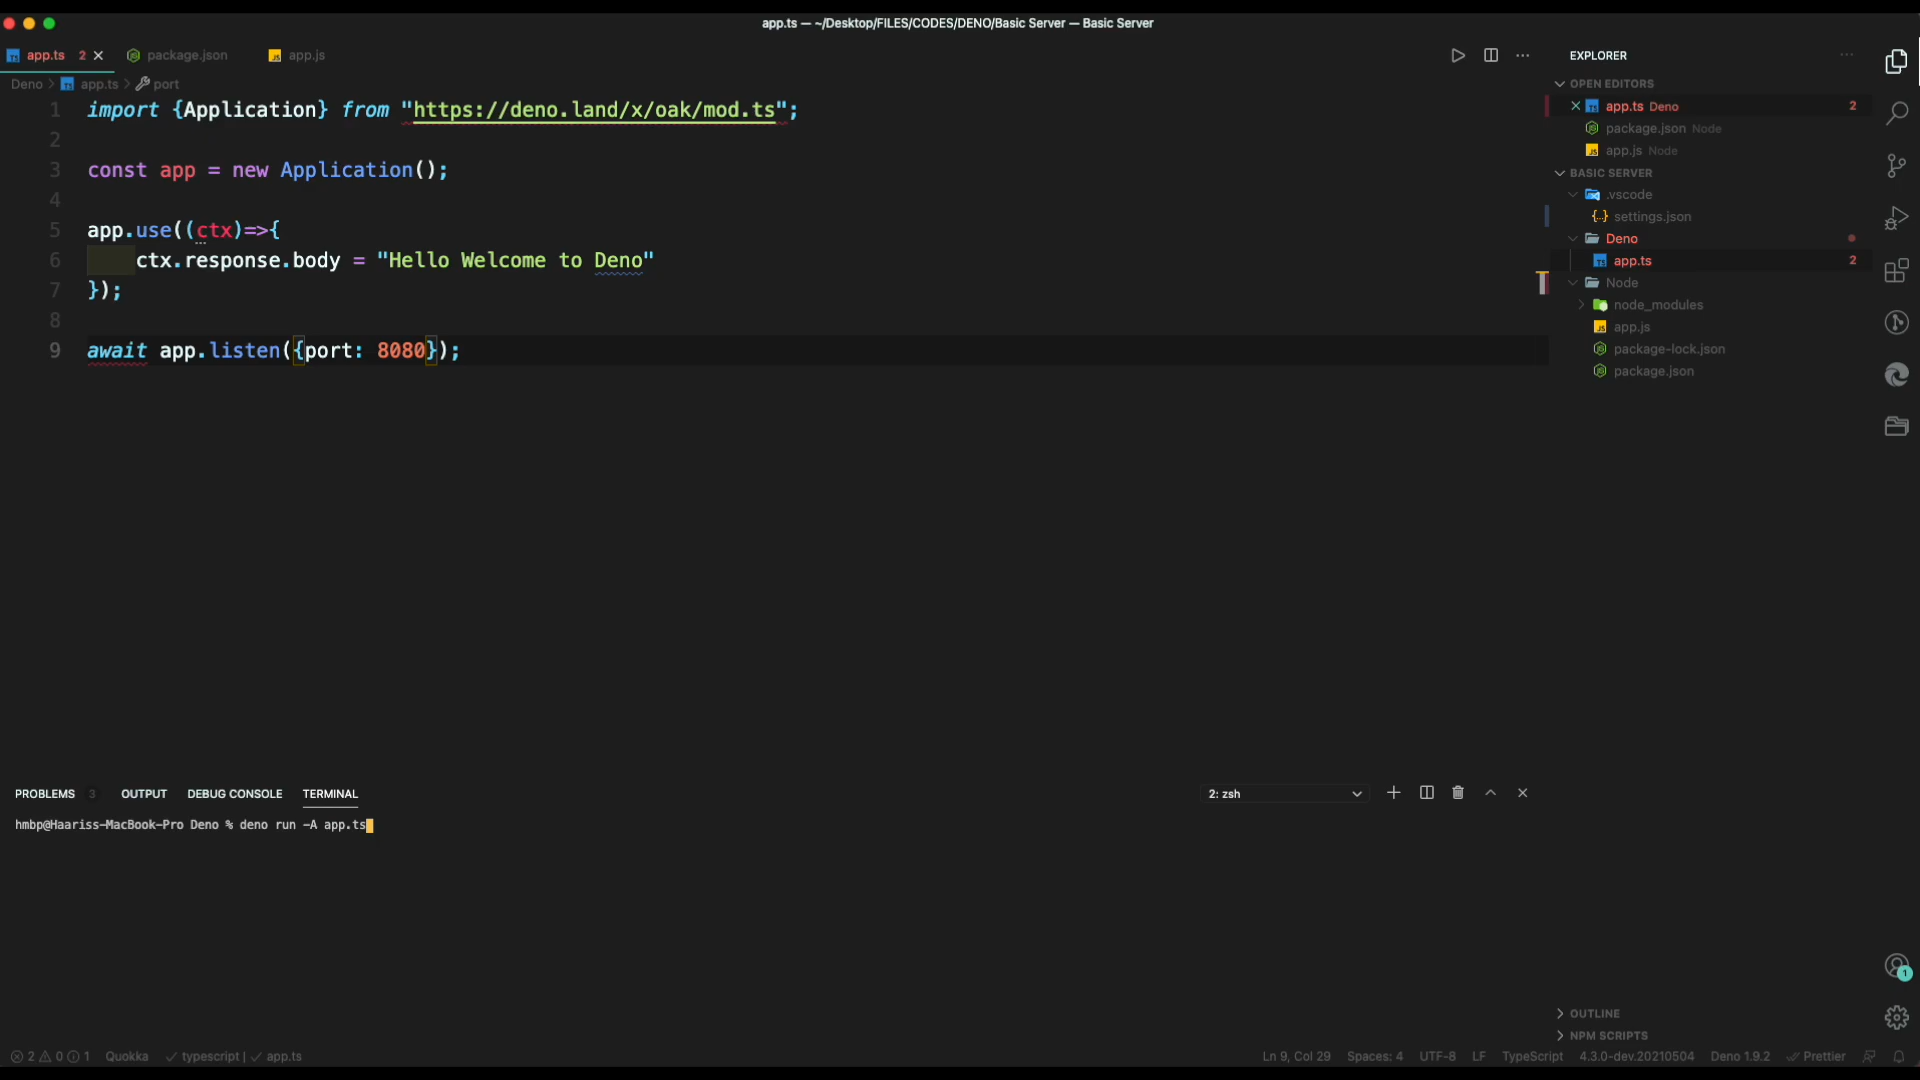 app.ts — ~/Desktop/FILES/CODES/DENO/Basic Server — Basic Server
app.ts 2 package.json app.js
Deno > app.ts > port
1 import {Application} from "https://deno.land/x/oak/mod.ts";
2
3 const app = new Application();
4
5 app.use((ctx)=>{
6 ctx.response.body = "Hello Welcome to Deno"
7 });
8
9 await app.listen({port: 8080});
EXPLORER
OPEN EDITORS
app.ts Deno 2
package.json Node
app.js Node
BASIC SERVER
.vscode
{..} settings.json
Deno
app.ts 2
Node
node_modules
app.js
package-lock.json
package.json
OUTLINE
NPM SCRIPTS
1
PROBLEMS 3 OUTPUT DEBUG CONSOLE TERMINAL
2: zsh
hmbp@Haariss-MacBook-Pro Deno % deno run -A app.ts
2 0 1 Quokka typescript | app.ts
Ln 9, Col 29 Spaces: 4 UTF-8 LF TypeScript 4.3.0-dev.20210504 Deno 1.9.2 Prettier